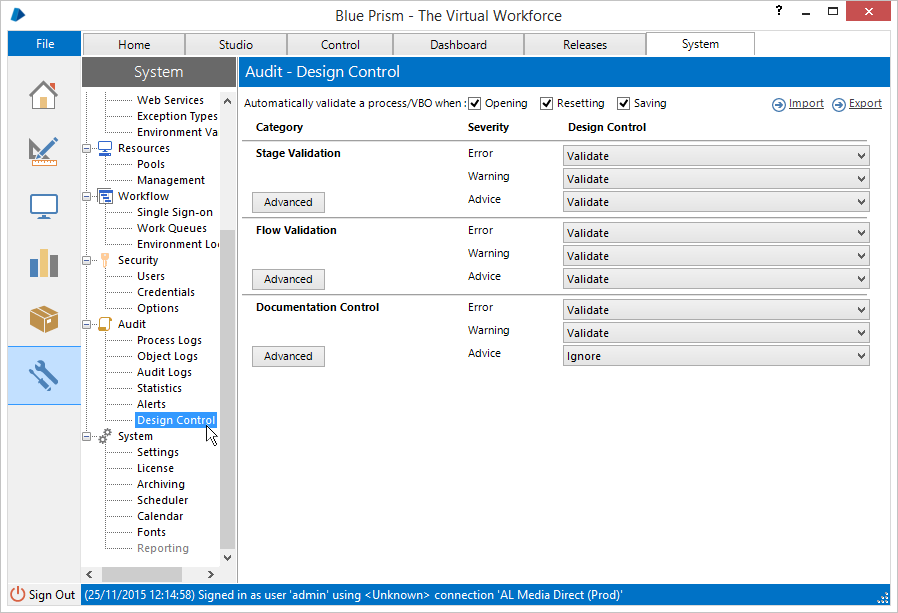 Blue Prism - The Virtual Workforce
?
File
Home
Studio
Control
Dashboard
Releases
System
System
Web Services
Exception Types
Environment Va
Resources
Pools
Management
Workflow
Single Sign-on
Work Queues
Environment Lo
Security
Users
Credentials
Options
Audit
Process Logs
Object Logs
Audit Logs
Statistics
Alerts
Design Control
System
Settings
License
Archiving
Scheduler
Calendar
Fonts
Reporting
Audit - Design Control
Automatically validate a process/VBO when : Opening Resetting Saving
Import Export
Category Severity Design Control
Stage Validation Error Validate
Warning Validate
Advanced Advice Validate
Flow Validation Error Validate
Warning Validate
Advanced Advice Validate
Documentation Control Error Validate
Warning Validate
Advanced Advice Ignore
Sign Out
(25/11/2015 12:14:58) Signed in as user 'admin' using <Unknown> connection 'AL Media Direct (Prod)'